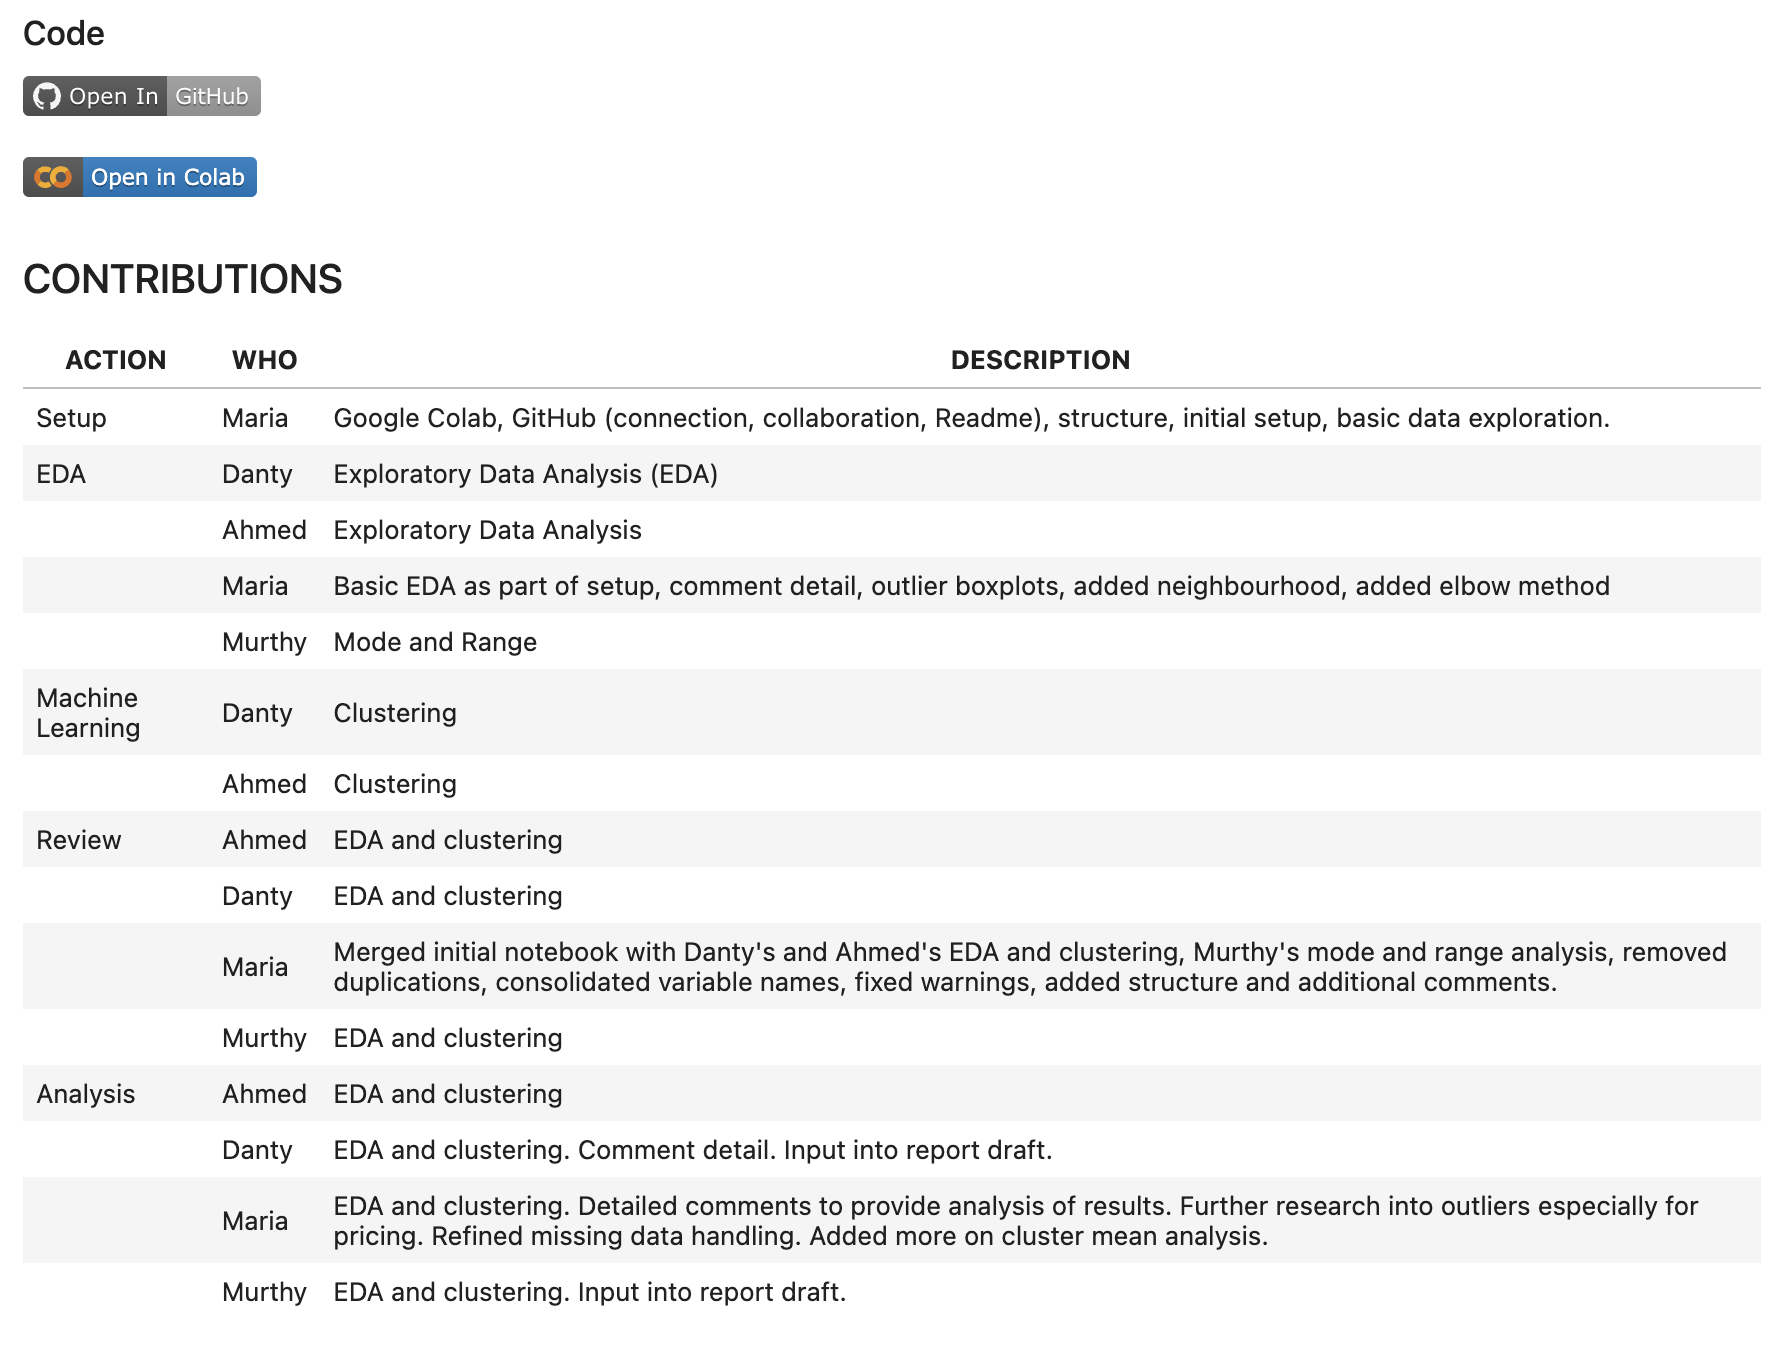 Code
Open In GitHub
Open in Colab
CONTRIBUTIONS
ACTION WHO DESCRIPTION
Setup Maria Google Colab, GitHub (connection, collaboration, Readme), structure, initial setup, basic data exploration.
EDA Danty Exploratory Data Analysis (EDA)
Ahmed Exploratory Data Analysis
Maria Basic EDA as part of setup, comment detail, outlier boxplots, added neighbourhood, added elbow method
Murthy Mode and Range
Machine
Learning
Danty Clustering
Ahmed Clustering
Review Ahmed EDA and clustering
Danty EDA and clustering
Maria Merged initial notebook with Danty's and Ahmed's EDA and clustering, Murthy's mode and range analysis, removed
duplications, consolidated variable names, fixed warnings, added structure and additional comments.
Murthy EDA and clustering
Analysis Ahmed EDA and clustering
Danty EDA and clustering. Comment detail. Input into report draft.
Maria EDA and clustering. Detailed comments to provide analysis of results. Further research into outliers especially for
pricing. Refined missing data handling. Added more on cluster mean analysis.
Murthy EDA and clustering. Input into report draft.